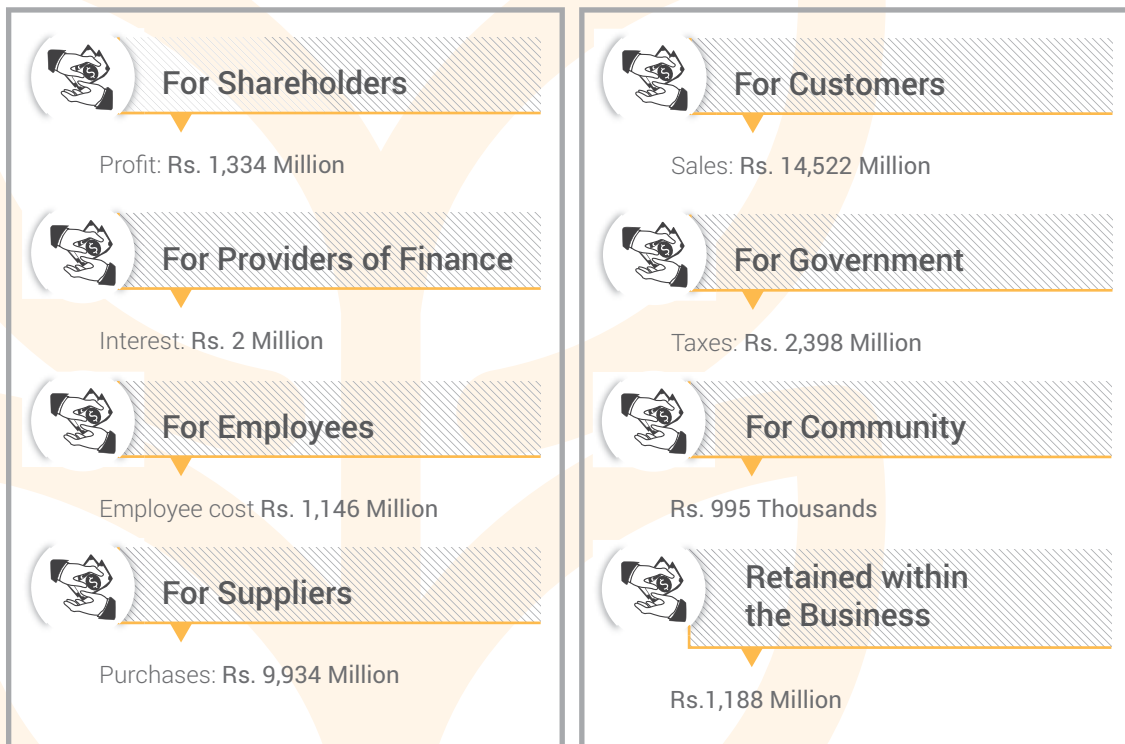 For Shareholders
Profit: Rs. 1,334 Million
For Providers of Finance
Interest: Rs. 2 Million
For Employees
Employee cost Rs. 1,146 Million
For Suppliers
Purchases: Rs. 9,934 Million
For Customers
Sales: Rs. 14,522 Million
For Government
Taxes: Rs. 2,398 Million
For Community
Rs. 995 Thousands
Retained within
the Business
Rs.1,188 Million